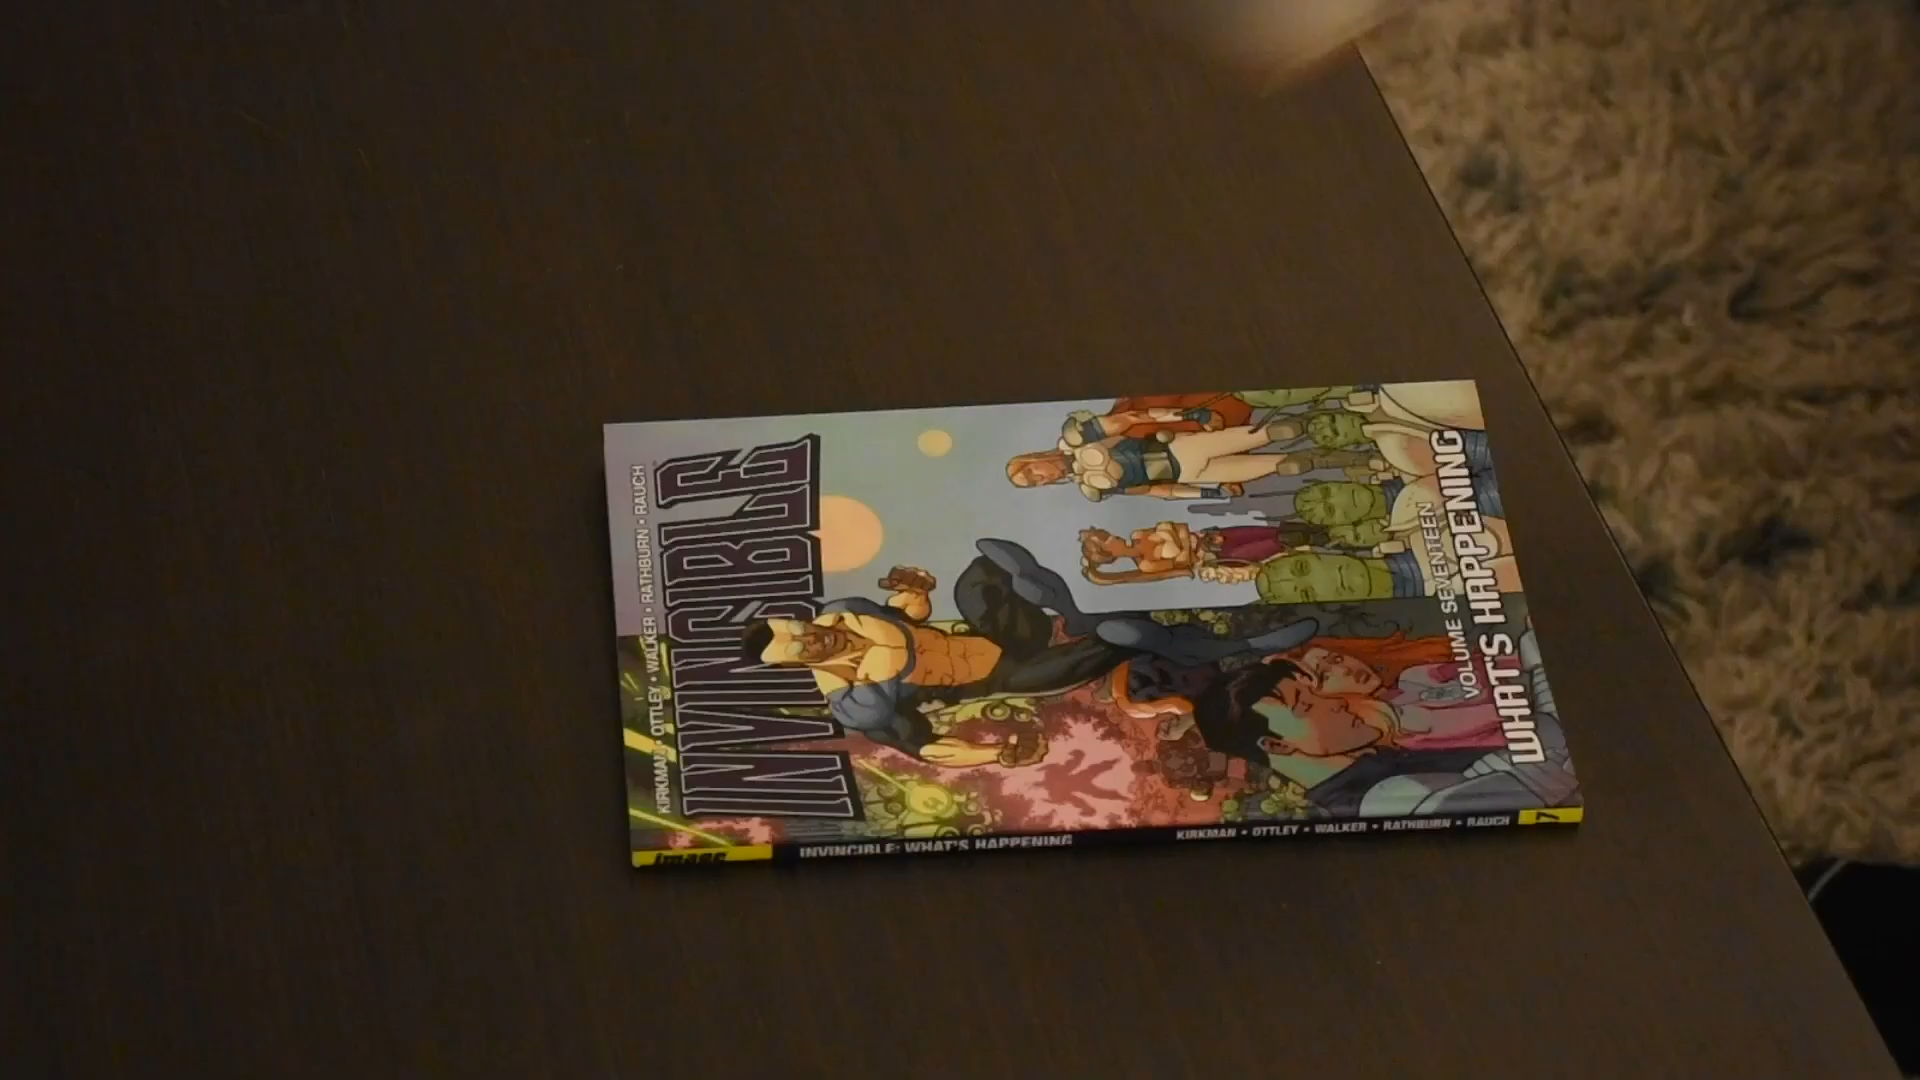 KIRKMAN • OTTLEY • WALKER • RATHBURN • RAUCH
INVINCIBLE
VOLUME SEVENTEEN
WHAT'S HAPPENING
image
INVINCIBLE: WHAT'S HAPPENING
KIRKMAN • OTTLEY • WALKER • RATHBURN • RAUCH